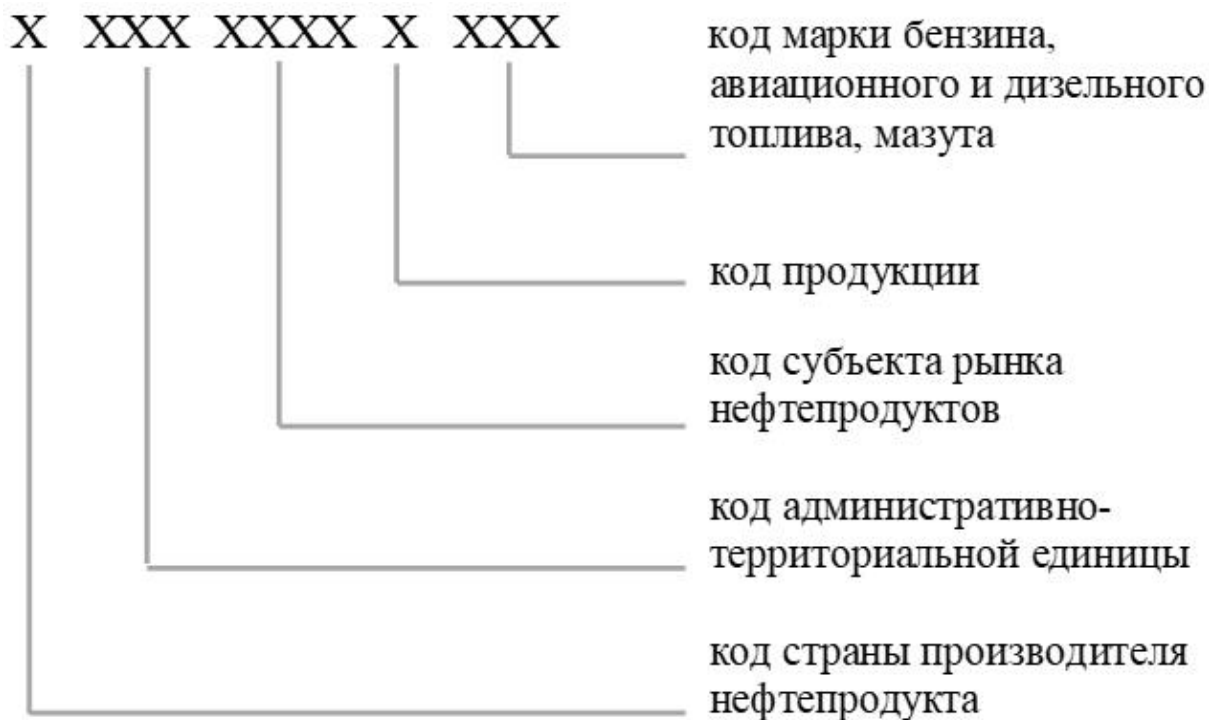 X XXX XXXX X XXX
код марки бензина,
авиационного и дизельного
топлива, мазута
код продукции
код субъекта рынка
нефтепродуктов
код административно-
территориальной единицы
код страны производителя
нефтепродукта